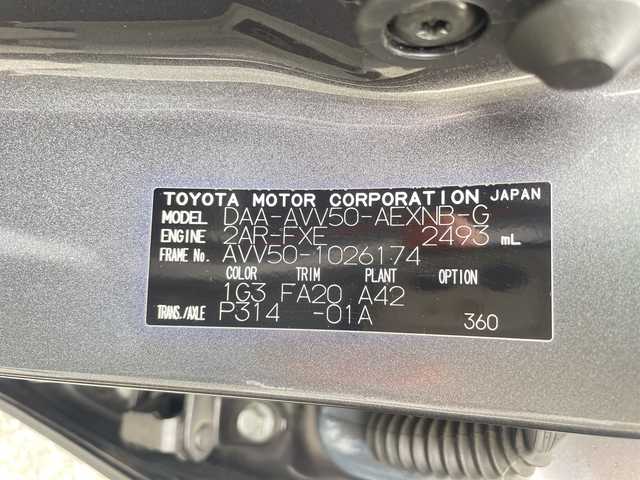 TOYOTA MOTOR CORPORATION JAPAN
MODEL DAA-AVV50-AEXNB-G
ENGINE 2AR-FXE 2493 mL
FRAME No. AVV50-1026174
COLOR TRIM PLANT OPTION
1G3 FA20 A42
TRANS./AXLE P314 -01A 360